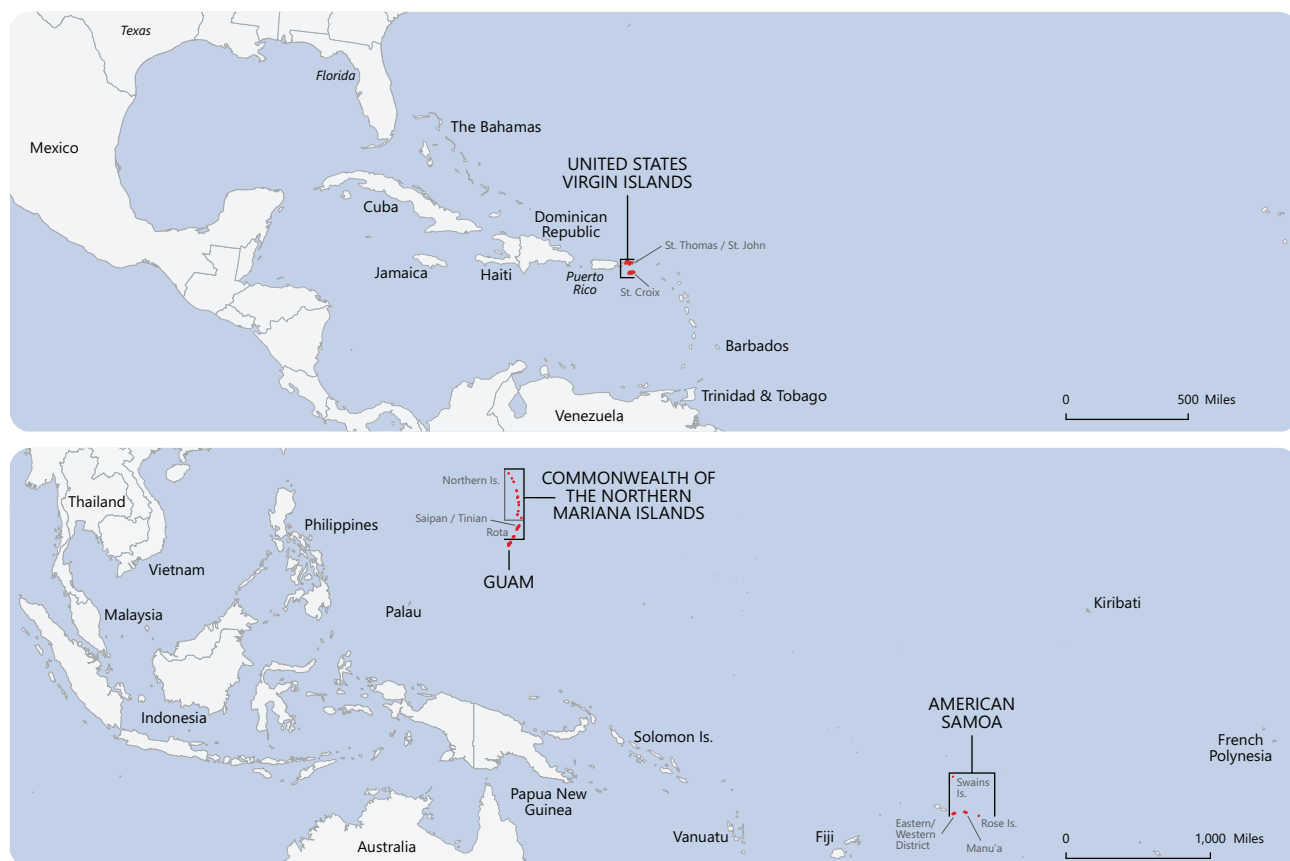 Texas
Florida
Mexico
The Bahamas
UNITED STATES
VIRGIN ISLANDS
Cuba
Dominican
Republic
St. Thomas / St. John
Jamaica
Haiti
Puerto
Rico
St. Croix
Barbados
Trinidad & Tobago
Venezuela
0 500 Miles
Northern Is.
COMMONWEALTH OF
THE NORTHERN
MARIANA ISLANDS
Thailand
Philippines
Saipan / Tinian
Rota
Vietnam
GUAM
Malaysia
Palau
Kiribati
Indonesia
AMERICAN
SAMOA
Solomon Is.
French
Polynesia
Swains
Is.
Papua New
Guinea
Eastern/
Western
District
Rose Is.
Manu'a
Vanuatu
Fiji
Australia
0 1,000 Miles